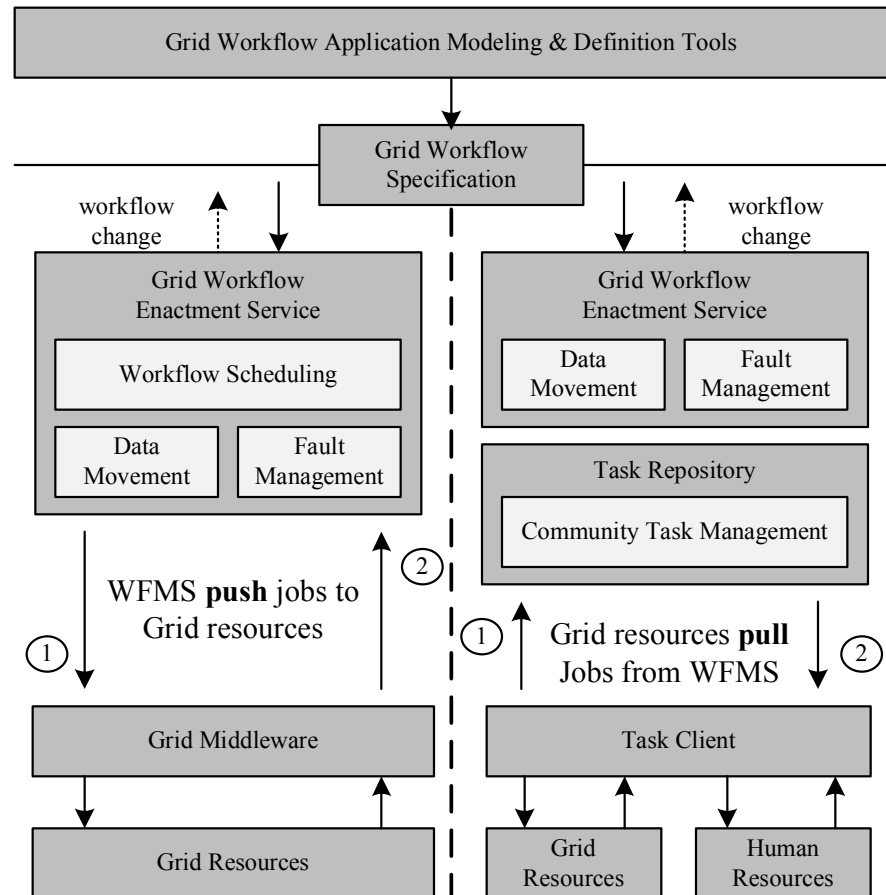 Grid Workflow Application Modeling & Definition Tools
Grid Workflow
Specification
workflow
change
Grid Workflow
Enactment Service
Workflow Scheduling
Data
Movement
Fault
Management
1
WFMS push jobs to
Grid resources
2
Grid Middleware
Grid Resources
workflow
change
Grid Workflow
Enactment Service
Data
Movement
Fault
Management
Task Repository
Community Task Management
1
Grid resources pull
Jobs from WFMS
2
Task Client
Grid
Resources
Human
Resources